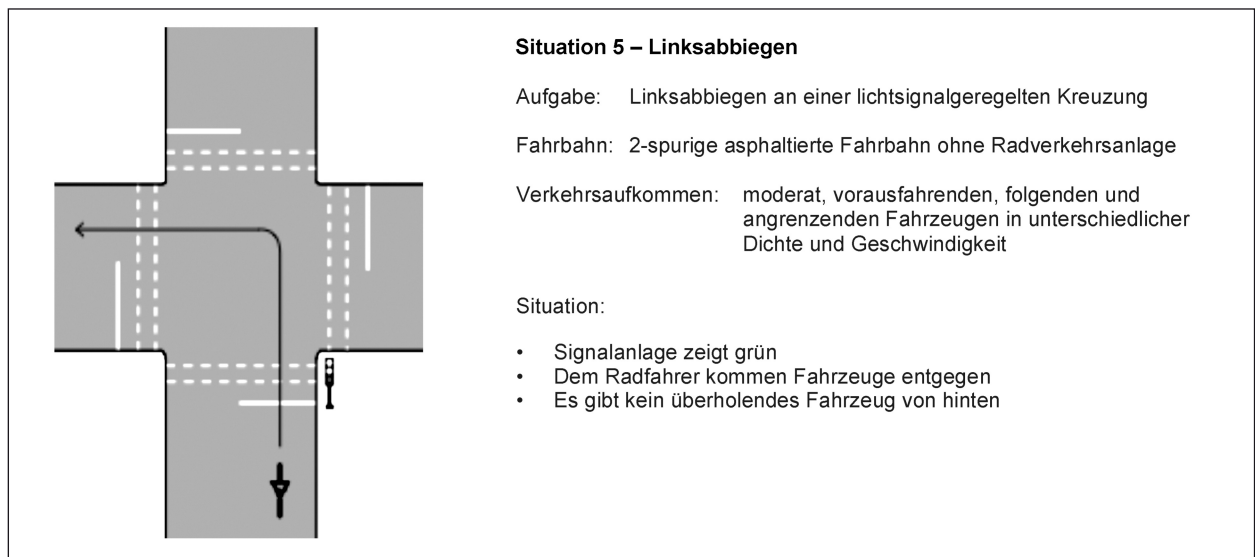 Situation 5 – Linksabbiegen
Aufgabe: Linksabbiegen an einer lichtsignalgeregelten Kreuzung
Fahrbahn: 2-spurige asphaltierte Fahrbahn ohne Radverkehrsanlage
Verkehrsaufkommen: moderat, vorausfahrenden, folgenden und
angrenzenden Fahrzeugen in unterschiedlicher
Dichte und Geschwindigkeit
Situation:
• Signalanlage zeigt grün
• Dem Radfahrer kommen Fahrzeuge entgegen
• Es gibt kein überholendes Fahrzeug von hinten